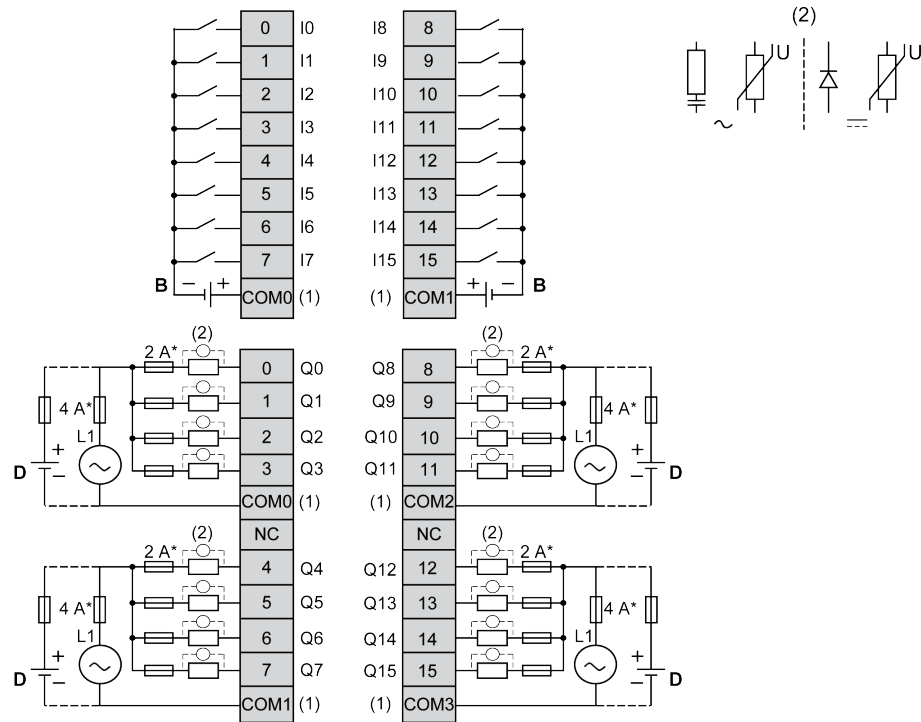 (2)
U
U
0 I0 I8 8
1 I1 I9 9
2 I2 I10 10
3 I3 I11 11
4 I4 I12 12
5 I5 I13 13
6 I6 I14 14
7 I7 I15 15
B − + COM0 (1) (1) COM1 + − B
(2) (2)
2 A* 0 Q0 Q8 8 2 A*
4 A* 1 Q1 Q9 9 4 A*
L1 2 Q2 Q10 10 L1
D + − 3 Q3 Q11 11 + − D
COM0 (1) (1) COM2
NC NC
(2) (2)
2 A* 4 Q4 Q12 12 2 A*
4 A* 5 Q5 Q13 13 4 A*
L1 6 Q6 Q14 14 L1
D + − 7 Q7 Q15 15 + − D
COM1 (1) (1) COM3